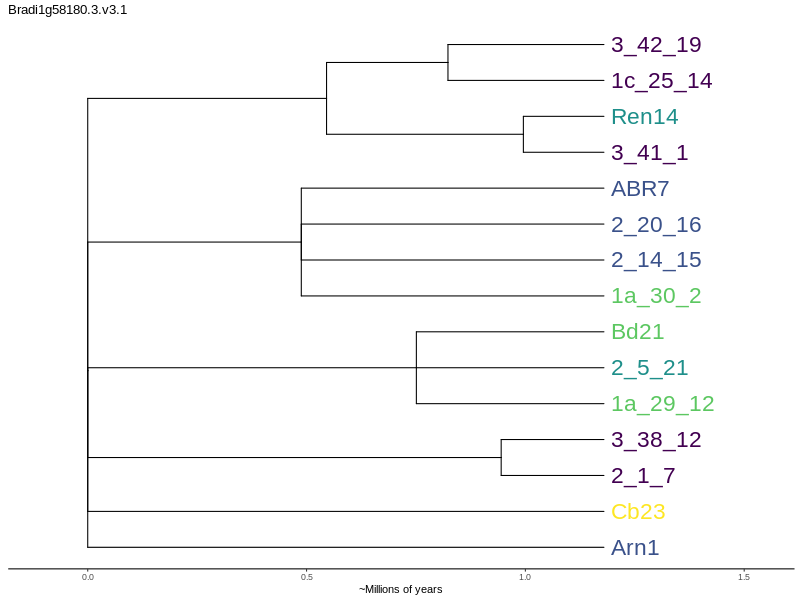 Bradi1g58180.3.v3.1
3_42_19
1c_25_14
Ren14
3_41_1
ABR7
2_20_16
2_14_15
1a_30_2
Bd21
2_5_21
1a_29_12
3_38_12
2_1_7
Cb23
Arn1
0.0 0.5 1.0 1.5
~Millions of years